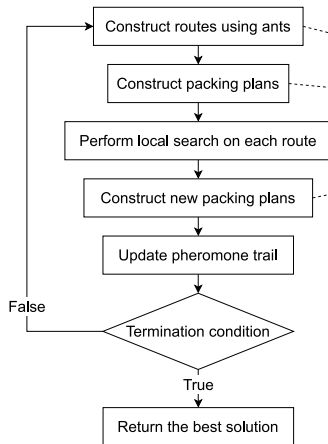 Construct routes using ants
Construct packing plans
Perform local search on each route
Construct new packing plans
Update pheromone trail
False
Termination condition
True
Return the best solution